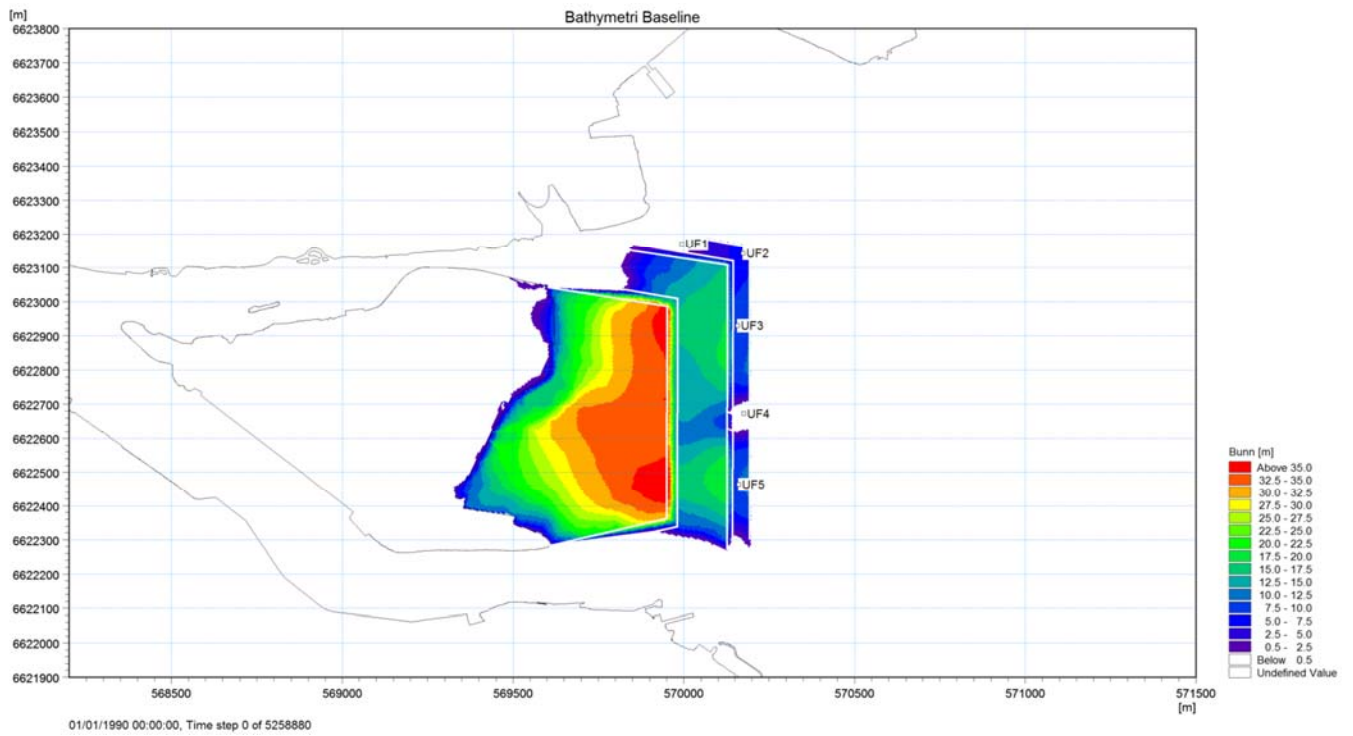 [m]
Bathymetri Baseline
6623800
6623700
6623600
6623500
6623400
6623300
6623200
6623100
6623000
6622900
6622800
6622700
6622600
6622500
6622400
6622300
6622200
6622100
6622000
6621900
UF1
UF2
UF3
UF4
UF5
568500
569000
569500
570000
570500
571000
571500
[m]
Bunn [m]
Above 35.0
32.5 - 35.0
30.0 - 32.5
27.5 - 30.0
25.0 - 27.5
22.5 - 25.0
20.0 - 22.5
17.5 - 20.0
15.0 - 17.5
12.5 - 15.0
10.0 - 12.5
7.5 - 10.0
5.0 - 7.5
2.5 - 5.0
0.5 - 2.5
Below 0.5
Undefined Value
01/01/1990 00:00:00, Time step 0 of 5258880